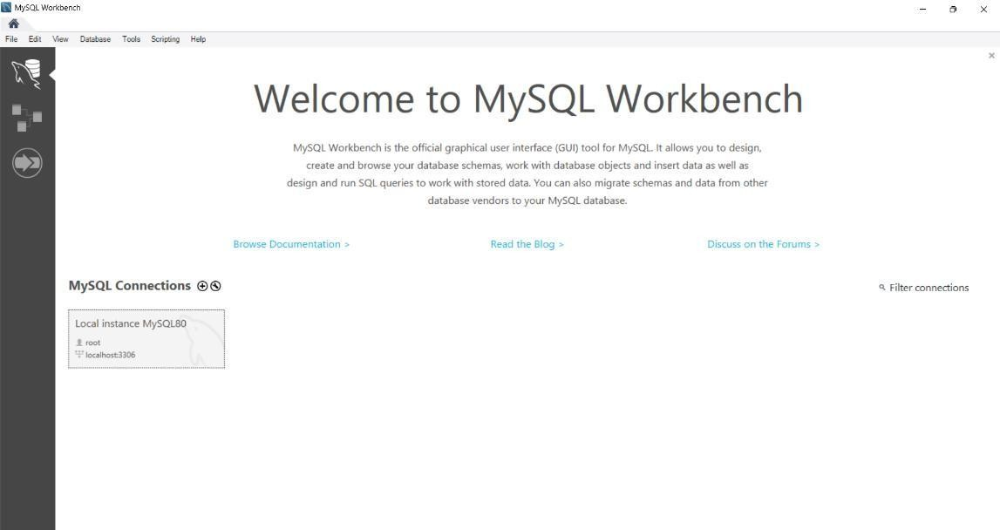 MySQL Workbench
File Edit View Database Tools Scripting Help
Welcome to MySQL Workbench
MySQL Workbench is the official graphical user interface (GUI) tool for MySQL. It allows you to design,
create and browse your database schemas, work with database objects and insert data as well as
design and run SQL queries to work with stored data. You can also migrate schemas and data from other
database vendors to your MySQL database.
Browse Documentation > Read the Blog > Discuss on the Forums >
MySQL Connections Filter connections
Local instance MySQL80
root
localhost:3306